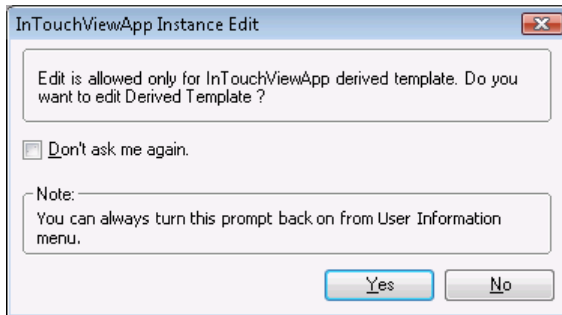 InTouchViewApp Instance Edit
Edit is allowed only for InTouchViewApp derived template. Do you
want to edit Derived Template ?
Don't ask me again.
Note:
You can always turn this prompt back on from User Information
menu.
Yes
No